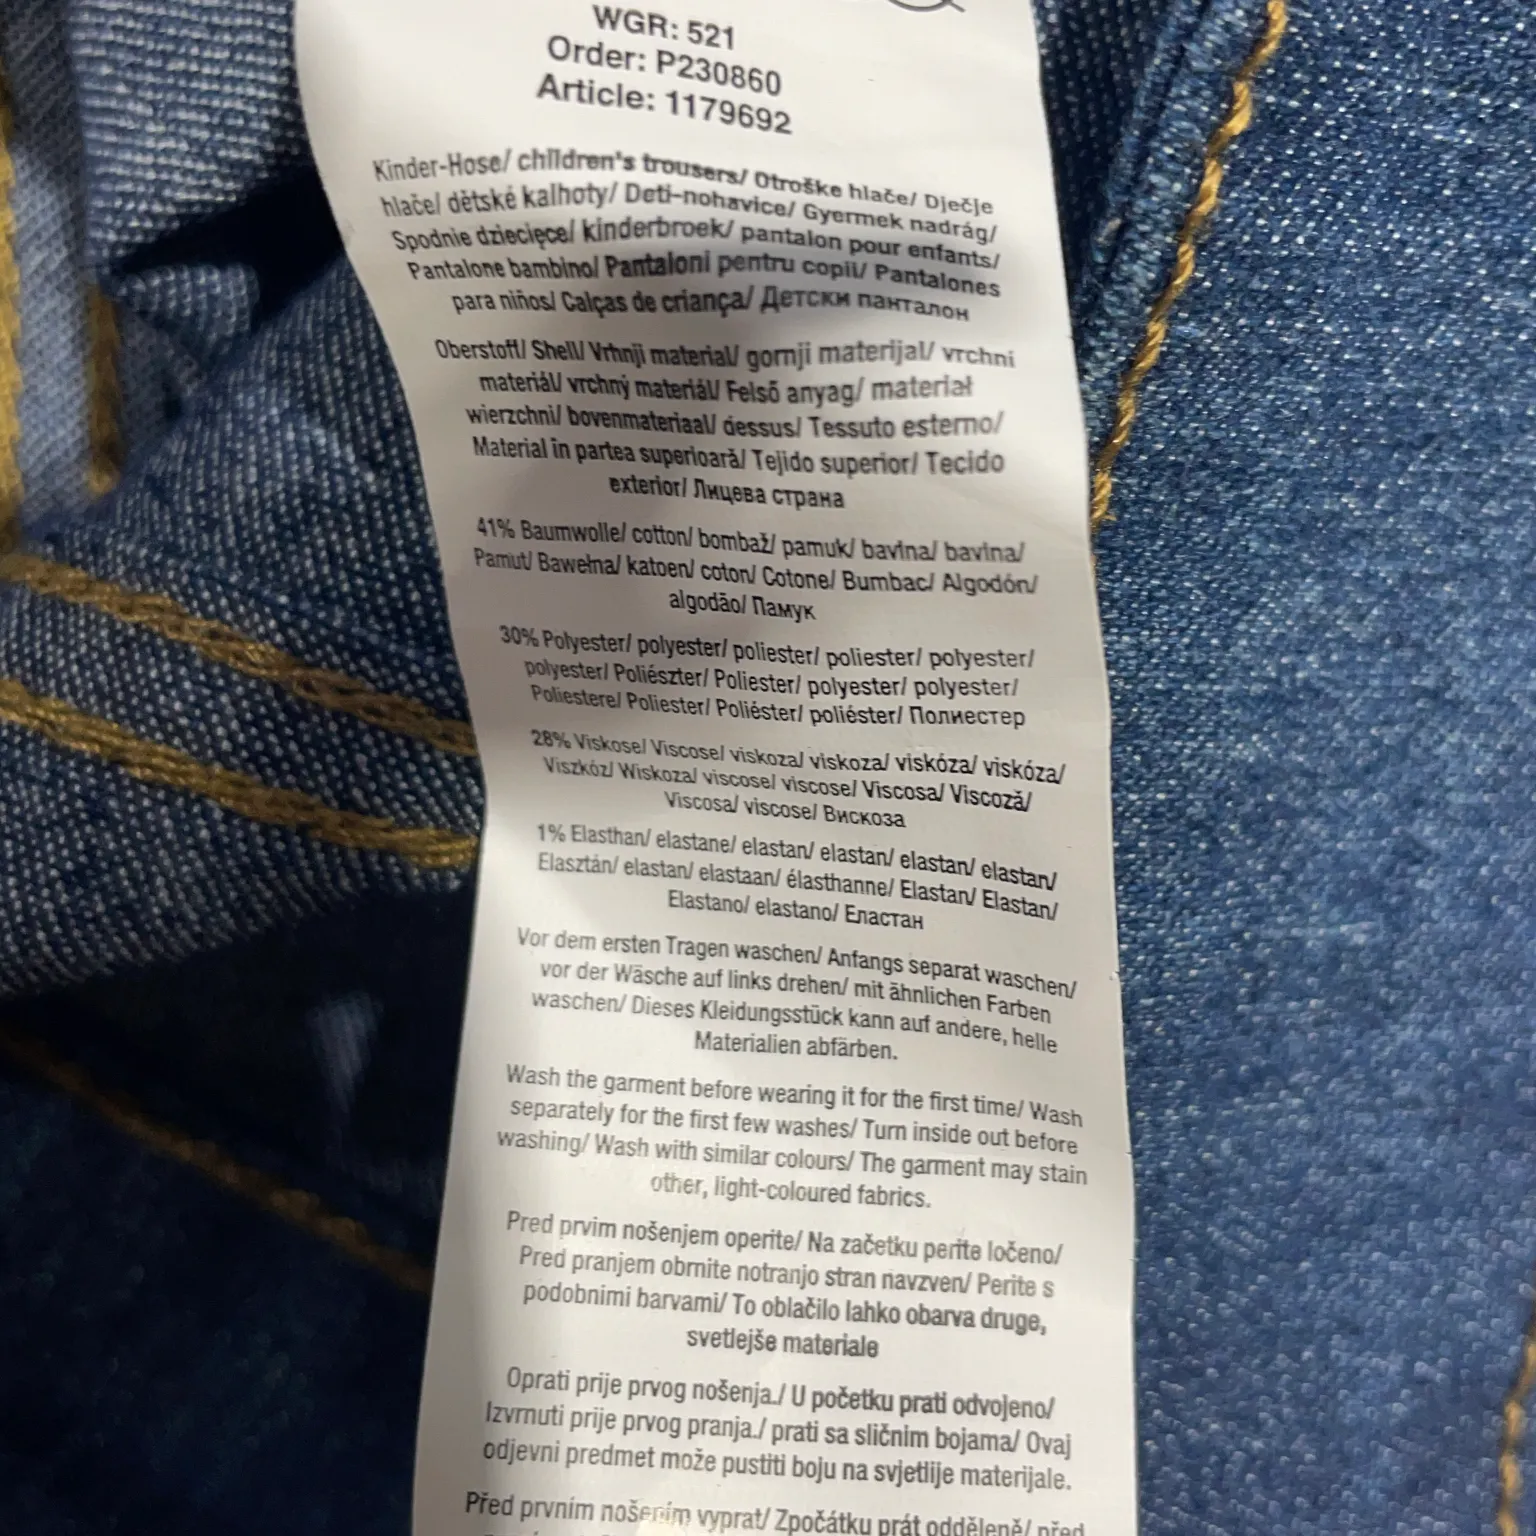 WGR: 521
Order: P230860
Article: 1179692
Kinder-Hose/ children's trousers/ Otroške hlače/ Dječje
hlače/ dětské kalhoty/ Deti-nohavice/ Gyermek nadrág/
Spodnie dziecięce/ kinderbroek/ pantalon pour enfants/
Pantalone bambino/ Pantaloni pentru copii/ Pantalones
para niños/ Calças de criança/ Детски панталон
Oberstoff/ Shell/ Vrhnji material/ gornji materijal/ vrchni
materiál/ vrchný materiál/ Felső anyag/ materiał
wierzchni/ bovenmateriaal/ dessus/ Tessuto esterno/
Material în partea superioară/ Tejido superior/ Tecido
exterior/ Лицева страна
41% Baumwolle/ cotton/ bombaž/ pamuk/ bavlna/ bavlna/
Pamut/ Bawełna/ katoen/ coton/ Cotone/ Bumbac/ Algodón/
algodão/ Памук
30% Polyester/ polyester/ poliester/ poliester/ polyester/
polyester/ Poliészter/ Poliester/ polyester/ polyester/
Poliestere/ Poliester/ Poliéster/ poliéster/ Полиестер
28% Viskose/ Viscose/ viskoza/ viskoza/ viskóza/ viskóza/
Viszkóz/ Wiskoza/ viscose/ viscose/ Viscosa/ Viscoză/
Viscosa/ viscose/ Вискоза
1% Elasthan/ elastane/ elastan/ elastan/ elastan/ elastan/
Elasztán/ elastan/ elastaan/ élasthanne/ Elastan/ Elastan/
Elastano/ elastano/ Еластан
Vor dem ersten Tragen waschen/ Anfangs separat waschen/
vor der Wäsche auf links drehen/ mit ähnlichen Farben
waschen/ Dieses Kleidungsstück kann auf andere, helle
Materialien abfärben.
Wash the garment before wearing it for the first time/ Wash
separately for the first few washes/ Turn inside out before
washing/ Wash with similar colours/ The garment may stain
other, light-coloured fabrics.
Pred prvim nošenjem operite/ Na začetku perite ločeno/
Pred pranjem obrnite notranjo stran navzven/ Perite s
podobnimi barvami/ To oblačilo lahko obarva druge,
svetlejše materiale
Oprati prije prvog nošenja./ U početku prati odvojeno/
Izvrnuti prije prvog pranja./ prati sa sličnim bojama/ Ovaj
odjevni predmet može pustiti boju na svjetlije materijale.
Před prvním nošením vyprat/ Zpočátku prát odděleně/ před